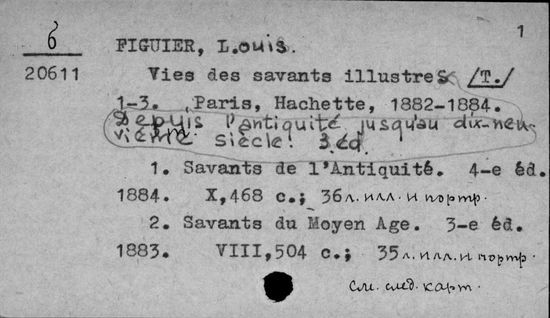 1
6
20611
FIGUIER, Louis.
Vies des savants illustres /T./
1-3. Paris, Hachette, 1882-1884.
Depuis l'antiquité jusqu'au dix-neu-
vième siècle. 3.éd.
1. Savants de l'Antiquité. 4-e éd.
1884. X,468 с.; 36 л. илл. и портр.
2. Savants du Moyen Age. 3-e éd.
1883. VIII,504 с.; 35 л. илл. и портр.
См. след. карт.